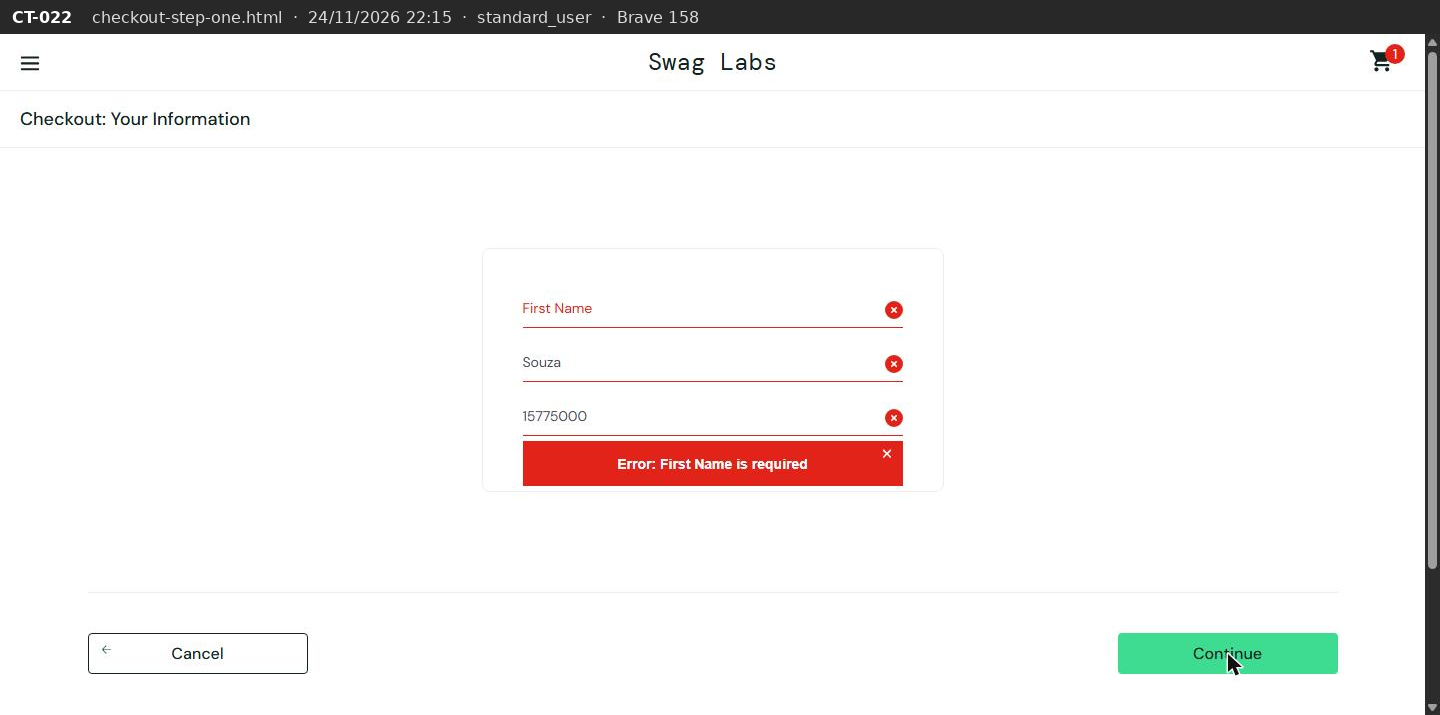 CT-022 checkout-step-one.html · 24/11/2026 22:15 · standard_user · Brave 158
Swag Labs
1
Checkout: Your Information
First Name
Souza
15775000
Error: First Name is required
Cancel
Continue